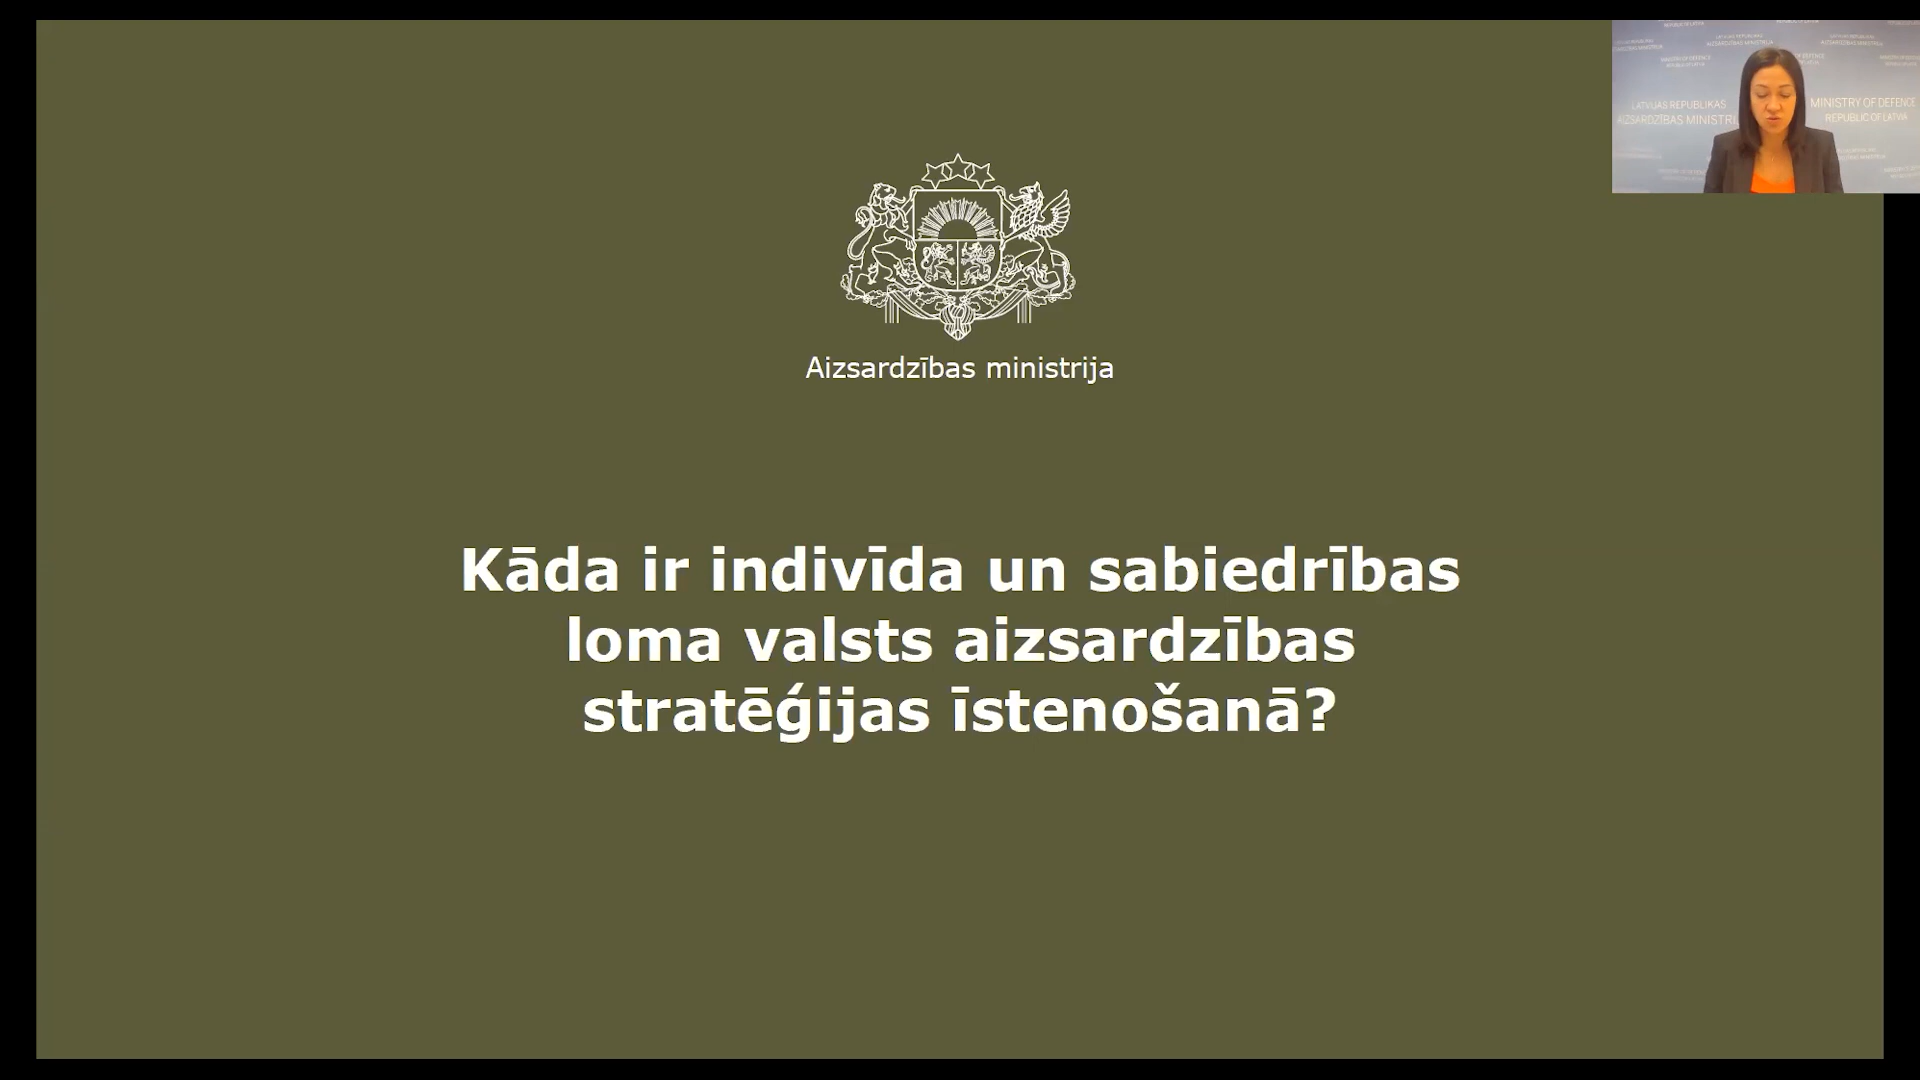 Aizsardzības ministrija
Kāda ir indivīda un sabiedrības
loma valsts aizsardzības
stratēģijas īstenošanā?
LATVIJAS REPUBLIKAS
AIZSARDZĪBAS MINISTRI
MINISTRY OF DEFENCE
REPUBLIC OF LATVIA